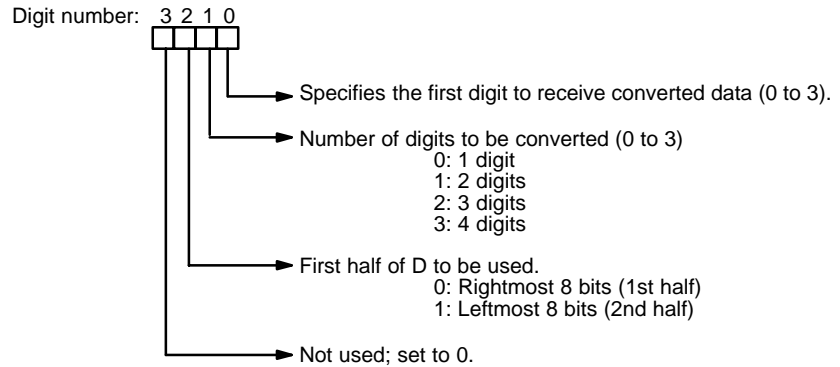 Digit number: 3 2 1 0
Specifies the first digit to receive converted data (0 to 3).
Number of digits to be converted (0 to 3)
0: 1 digit
1: 2 digits
2: 3 digits
3: 4 digits
First half of D to be used.
0: Rightmost 8 bits (1st half)
1: Leftmost 8 bits (2nd half)
Not used; set to 0.